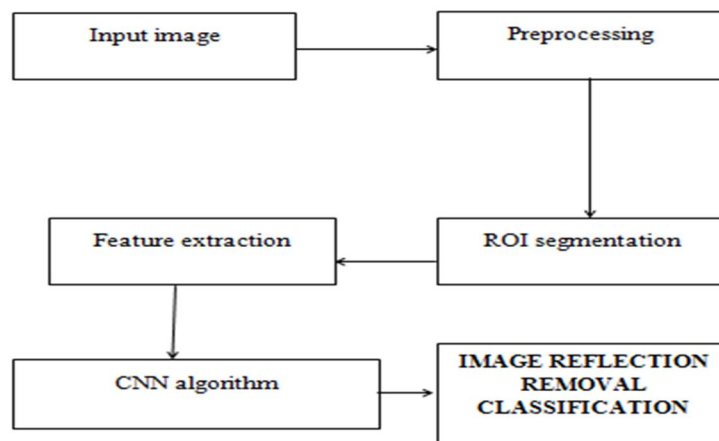 Input image
Preprocessing
ROI segmentation
Feature extraction
CNN algorithm
IMAGE REFLECTION
REMOVAL
CLASSIFICATION